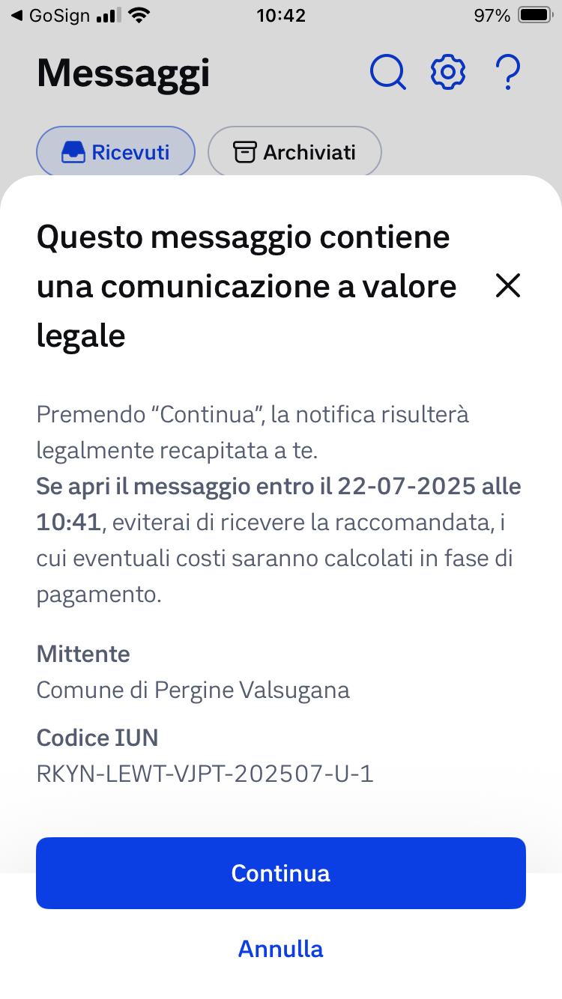 GoSign 10:42 97%
Messaggi
Ricevuti Archiviati
Questo messaggio contiene
una comunicazione a valore
legale
Premendo “Continua”, la notifica risulterà
legalmente recapitata a te.
Se apri il messaggio entro il 22-07-2025 alle
10:41, eviterai di ricevere la raccomandata, i
cui eventuali costi saranno calcolati in fase di
pagamento.
Mittente
Comune di Pergine Valsugana
Codice IUN
RKYN-LEWT-VJPT-202507-U-1
Continua
Annulla